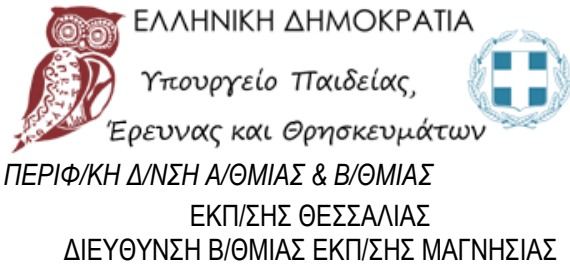 ΕΛΛΗΝΙΚΗ ΔΗΜΟΚΡΑΤΙΑ
Υπουργείο Παιδείας,
Έρευνας και Θρησκευμάτων
ΠΕΡΙΦ/ΚΗ Δ/ΝΣΗ Α/ΘΜΙΑΣ & Β/ΘΜΙΑΣ
ΕΚΠ/ΣΗΣ ΘΕΣΣΑΛΙΑΣ
ΔΙΕΥΘΥΝΣΗ Β/ΘΜΙΑΣ ΕΚΠ/ΣΗΣ ΜΑΓΝΗΣΙΑΣ